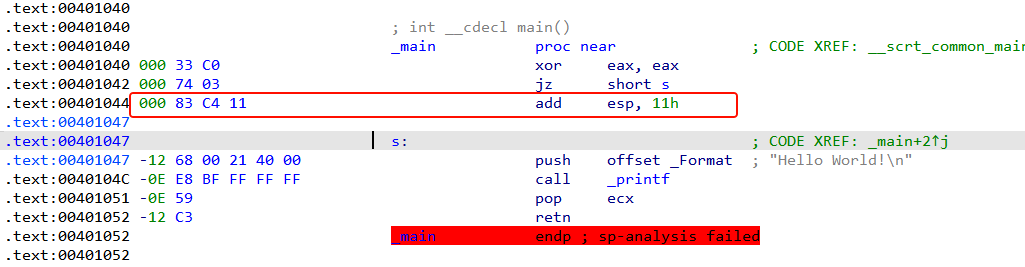 .text:00401040
.text:00401040 ; int __cdecl main()
.text:00401040 _main proc near ; CODE XREF: __scrt_common_main
.text:00401040 000 33 C0 xor eax, eax
.text:00401042 000 74 03 jz short s
.text:00401044 000 83 C4 11 add esp, 11h
.text:00401047
.text:00401047 s: ; CODE XREF: _main+2↑j
.text:00401047 -12 68 00 21 40 00 push offset _Format ; "Hello World!\n"
.text:0040104C -0E E8 BF FF FF FF call _printf
.text:00401051 -0E 59 pop ecx
.text:00401052 -12 C3 retn
.text:00401052 _main endp ; sp-analysis failed
.text:00401052